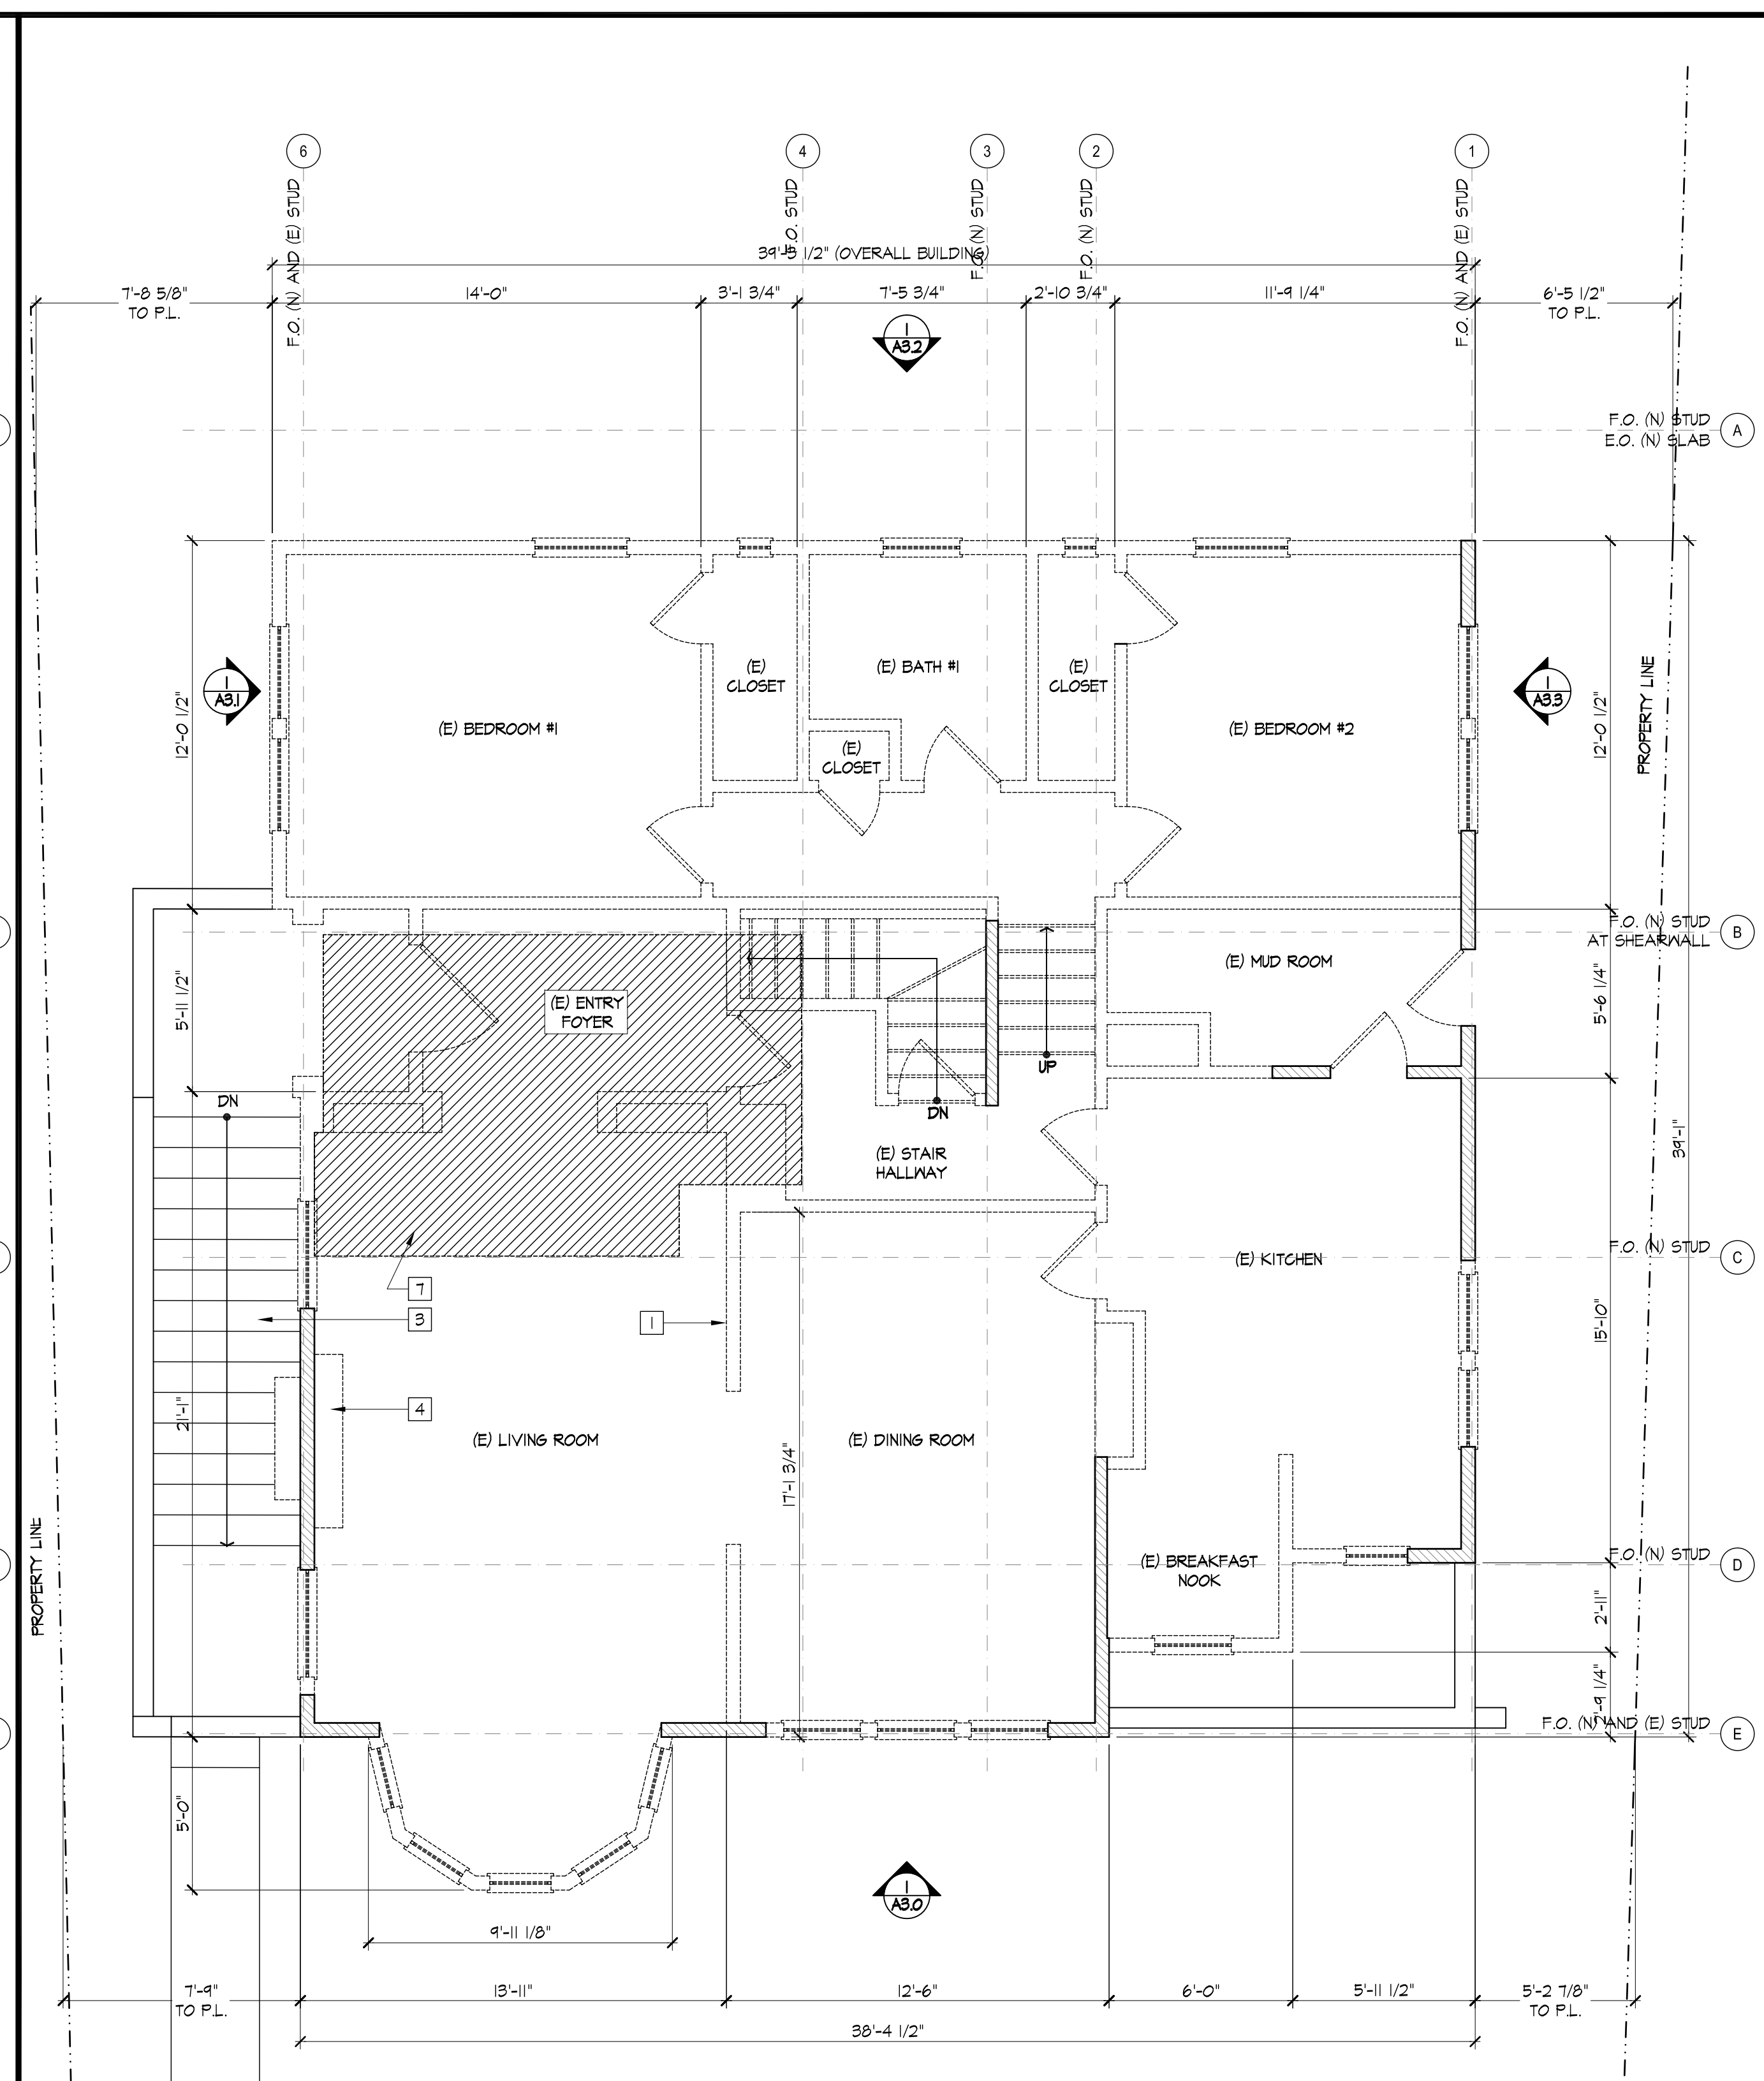 6
4
3
2
1
F.O. (N) AND (E) STUD
F.O. STUD
F.O. (N) STUD
F.O. (N) STUD
F.O. (N) AND (E) STUD
39'-5 1/2" (OVERALL BUILDING)
7'-8 5/8"
TO P.L.
14'-0"
3'-1 3/4"
7'-5 3/4"
2'-10 3/4"
11'-9 1/4"
6'-5 1/2"
TO P.L.
1
A3.2
F.O. (N) STUD
E.O. (N) SLAB
A
(E)
CLOSET
(E) BATH #1
(E)
CLOSET
1
A3.1
1
A3.3
PROPERTY LINE
12'-0 1/2"
12'-0 1/2"
(E) BEDROOM #1
(E) BEDROOM #2
(E)
CLOSET
F.O. (N) STUD
AT SHEARWALL
B
(E) MUD ROOM
5'-11 1/2"
5'-6 1/4"
(E) ENTRY
FOYER
UP
DN
DN
39'-1"
(E) STAIR
HALLWAY
F.O. (N) STUD
C
(E) KITCHEN
7
3
1
15'-10"
4
21'-1"
(E) LIVING ROOM
(E) DINING ROOM
17'-1 3/4"
PROPERTY LINE
F.O. (N) STUD
D
(E) BREAKFAST
NOOK
2'-11"
2'-9 1/4"
F.O. (N) AND (E) STUD
E
5'-0"
1
A3.0
9'-11 1/8"
7'-9"
TO P.L.
13'-11"
12'-6"
6'-0"
5'-11 1/2"
5'-2 7/8"
TO P.L.
38'-4 1/2"